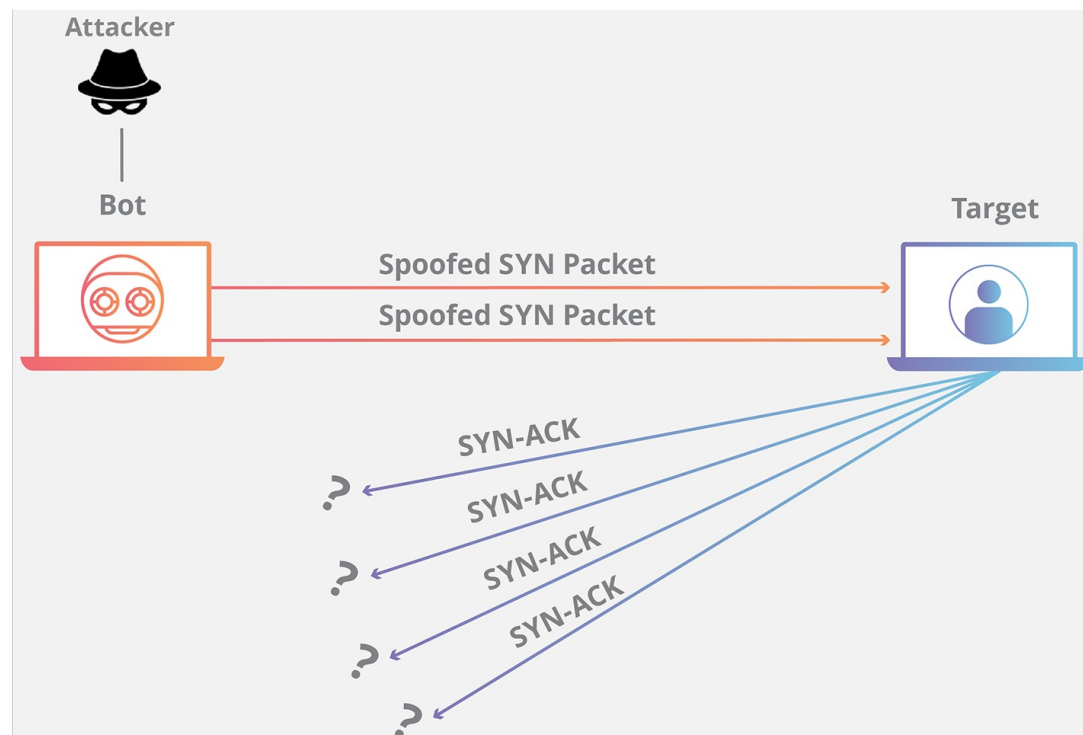 Attacker
Bot
Target
Spoofed SYN Packet
Spoofed SYN Packet
SYN-ACK
?
SYN-ACK
?
SYN-ACK
?
SYN-ACK
?